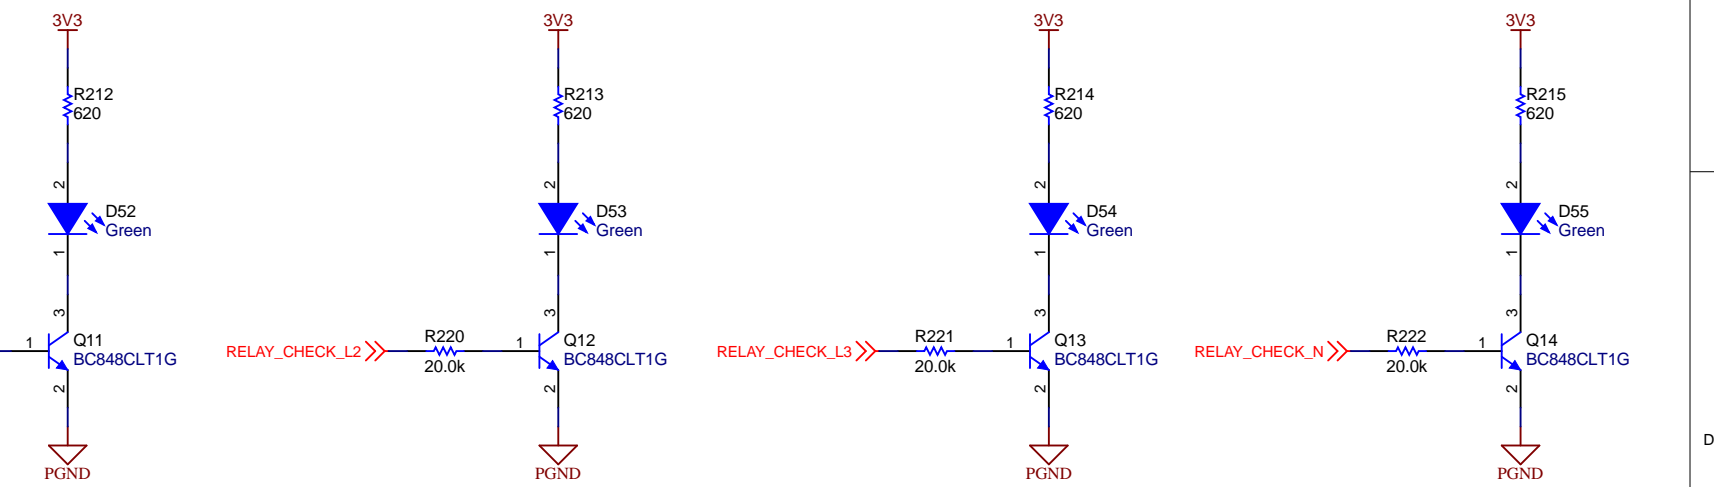 3V3
3V3
3V3
3V3
R212
620
R213
620
R214
620
R215
620
2
2
2
2
D52
Green
D53
Green
D54
Green
D55
Green
1
1
1
1
3
3
3
3
1
Q11
BC848CLT1G
RELAY_CHECK_L2
R220
20.0k
1
Q12
BC848CLT1G
RELAY_CHECK_L3
R221
20.0k
1
Q13
BC848CLT1G
RELAY_CHECK_N
R222
20.0k
1
Q14
BC848CLT1G
2
2
2
2
PGND
PGND
PGND
PGND
D